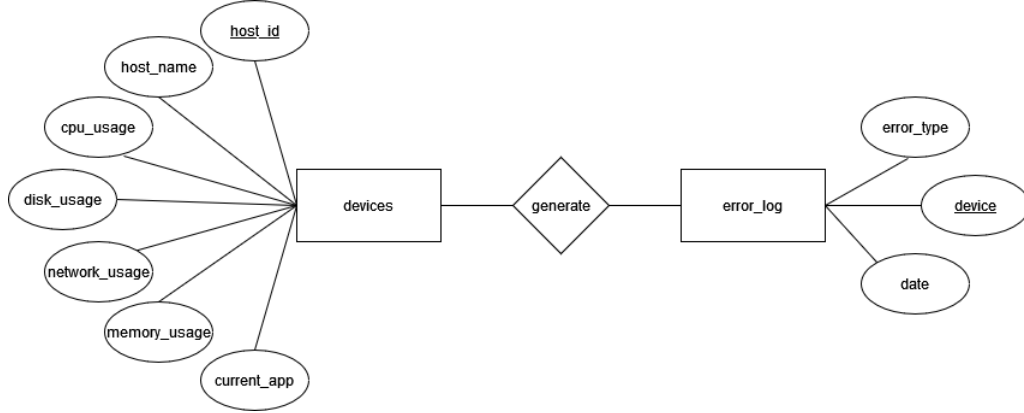 host_id
host_name
cpu_usage
disk_usage
network_usage
memory_usage
current_app
devices
generate
error_log
error_type
device
date